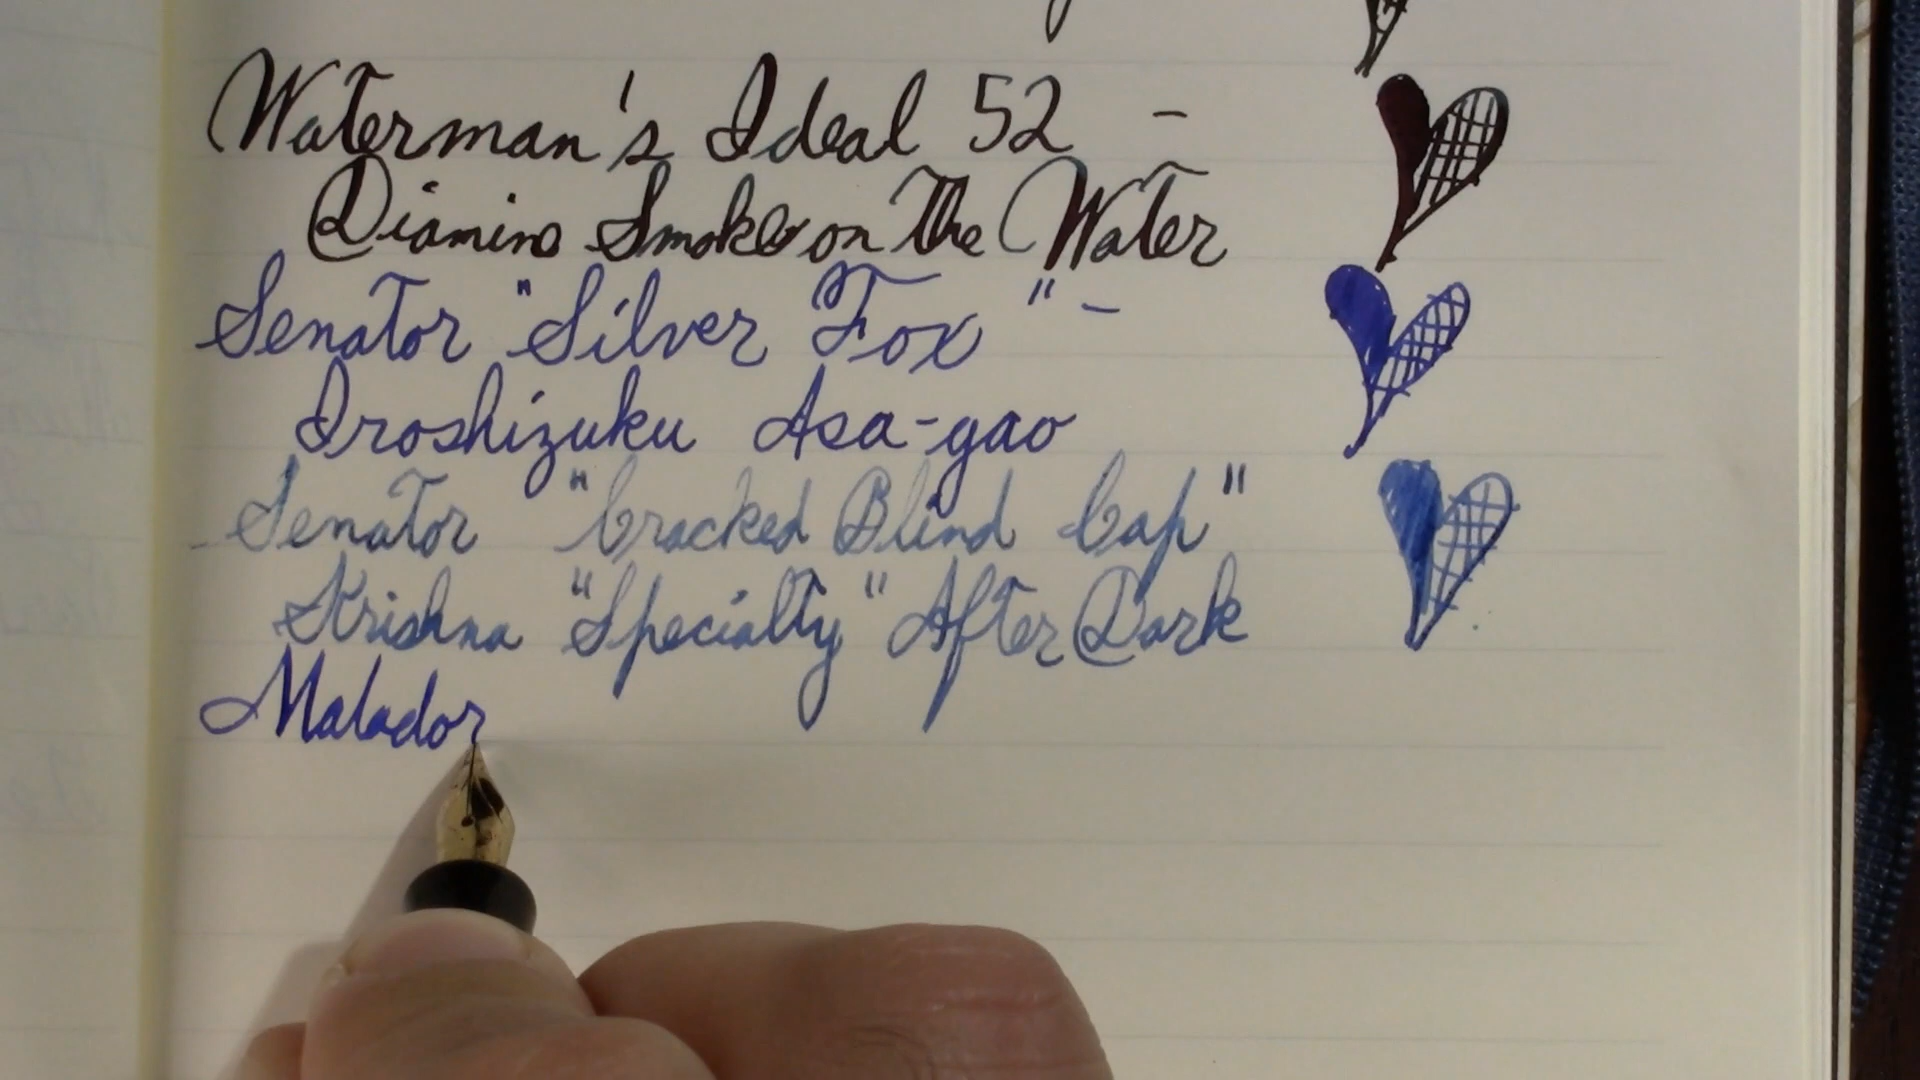 Waterman's Ideal 52 -
Diamine Smoke on the Water
Senator "Silver Fox" -
Iroshizuku Asa-gao
Senator "Cracked Blind Cap"
Krishna "Specialty" After Dark
Matador